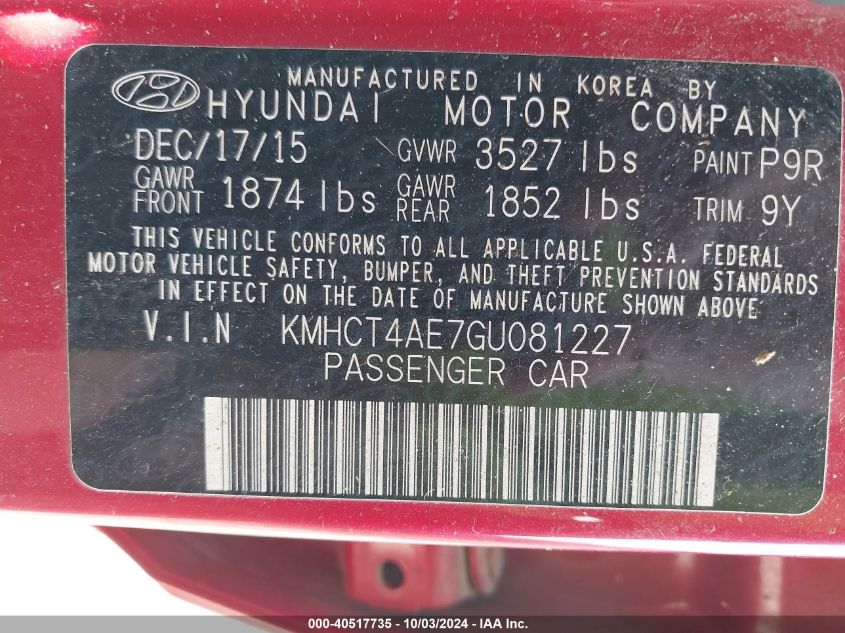 MANUFACTURED IN KOREA BY
HYUNDAI MOTOR COMPANY
DEC/17/15 GVWR 3527 lbs PAINT P9R
GAWR FRONT 1874 lbs GAWR REAR 1852 lbs TRIM 9Y
THIS VEHICLE CONFORMS TO ALL APPLICABLE U.S.A. FEDERAL
MOTOR VEHICLE SAFETY, BUMPER, AND THEFT PREVENTION STANDARDS
IN EFFECT ON THE DATE OF MANUFACTURE SHOWN ABOVE
V.I.N KMHCT4AE7GU081227
PASSENGER CAR
000-40517735 - 10/03/2024 - IAA Inc.